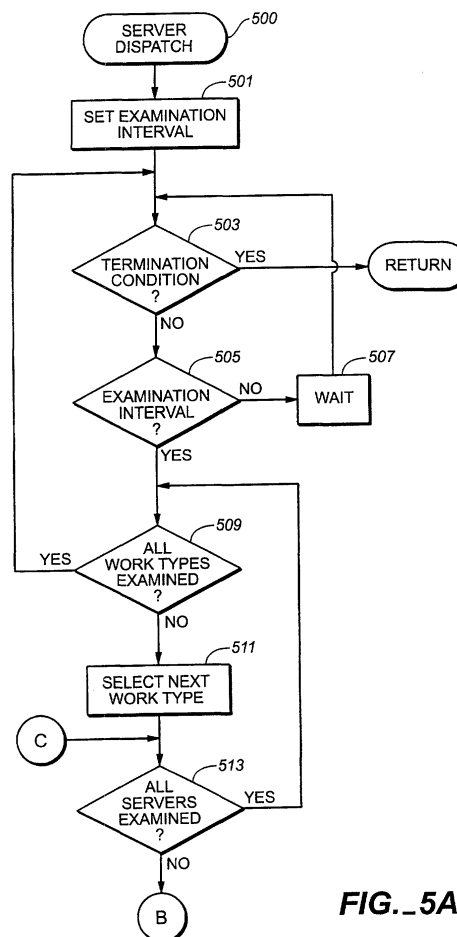 SERVER
DISPATCH
500
501
SET EXAMINATION
INTERVAL
503
TERMINATION
CONDITION
?
YES
RETURN
NO
505
EXAMINATION
INTERVAL
?
NO
507
WAIT
YES
509
ALL
WORK TYPES
EXAMINED
?
YES
NO
511
SELECT NEXT
WORK TYPE
C
513
ALL
SERVERS
EXAMINED
?
YES
NO
B
FIG._5A